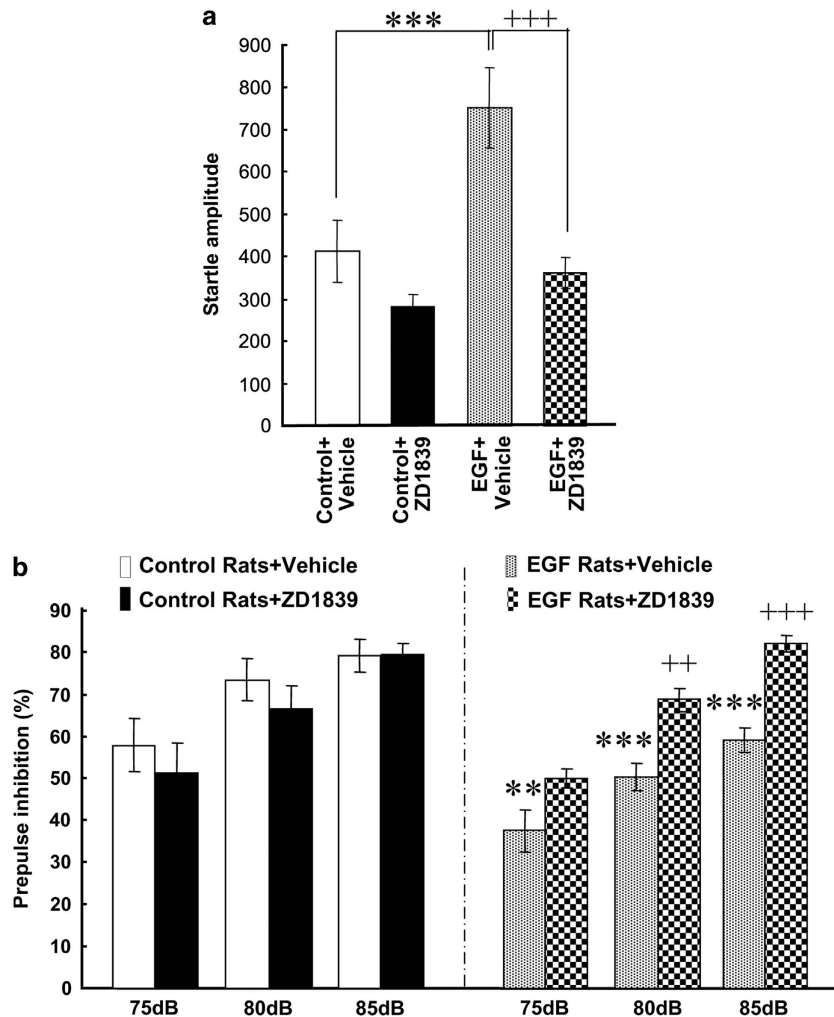 a
*** +++
900
800
700
600
500
400
300
200
100
0
Startle amplitude
Control+
Vehicle
Control+
ZD1839
EGF+
Vehicle
EGF+
ZD1839
b
Control Rats+Vehicle
Control Rats+ZD1839
EGF Rats+Vehicle
EGF Rats+ZD1839
90
80
70
60
50
40
30
20
10
0
Prepulse inhibition (%)
** *** ++ *** +++
75dB 80dB 85dB 75dB 80dB 85dB